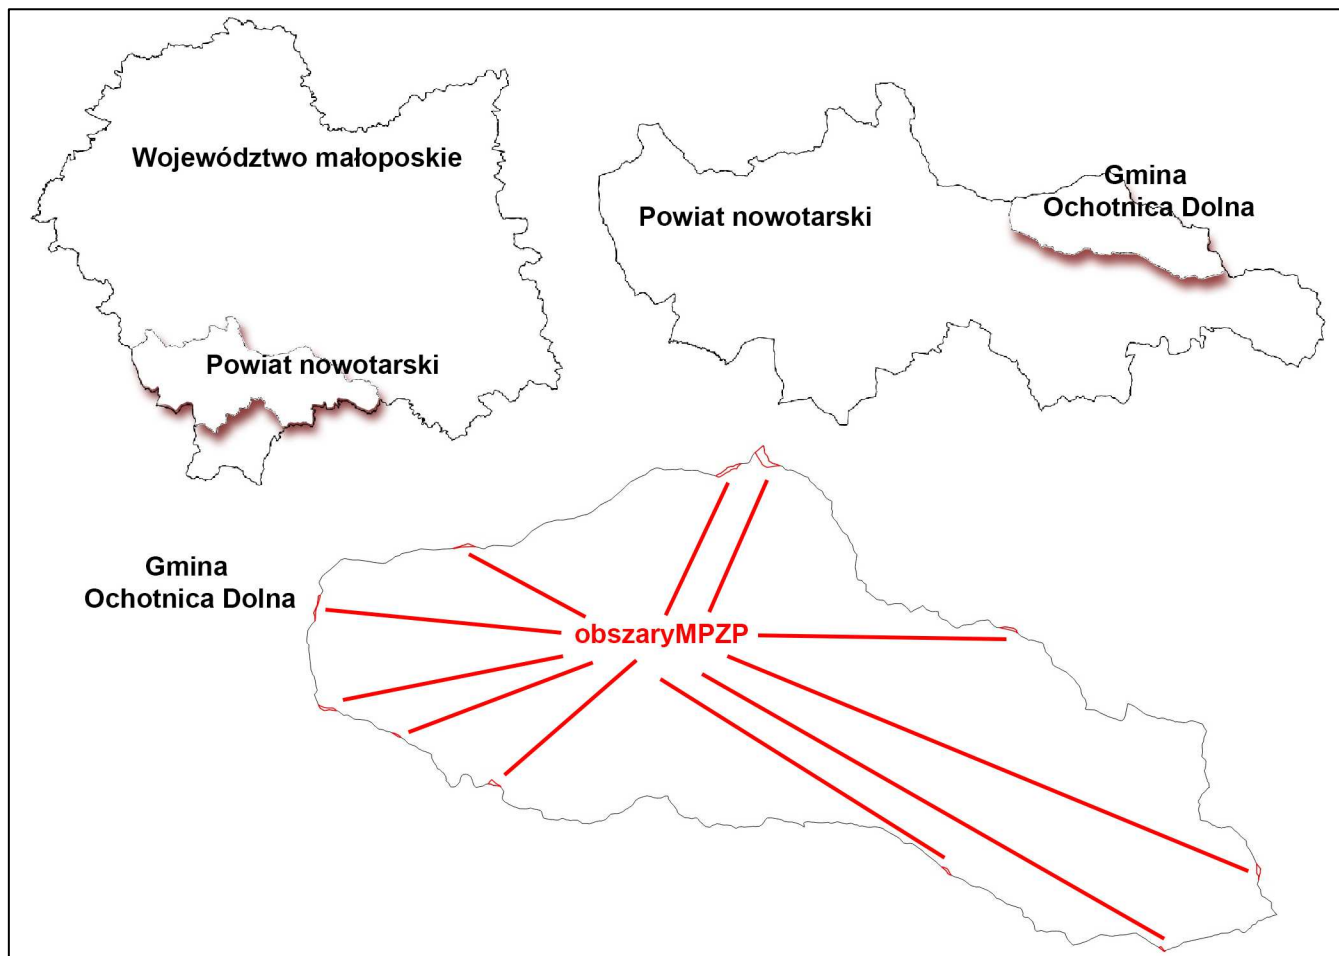 Województwo małoposkie
Powiat nowotarski
Powiat nowotarski
Gmina
Ochotnica Dolna
Gmina
Ochotnica Dolna
obszaryMPZP